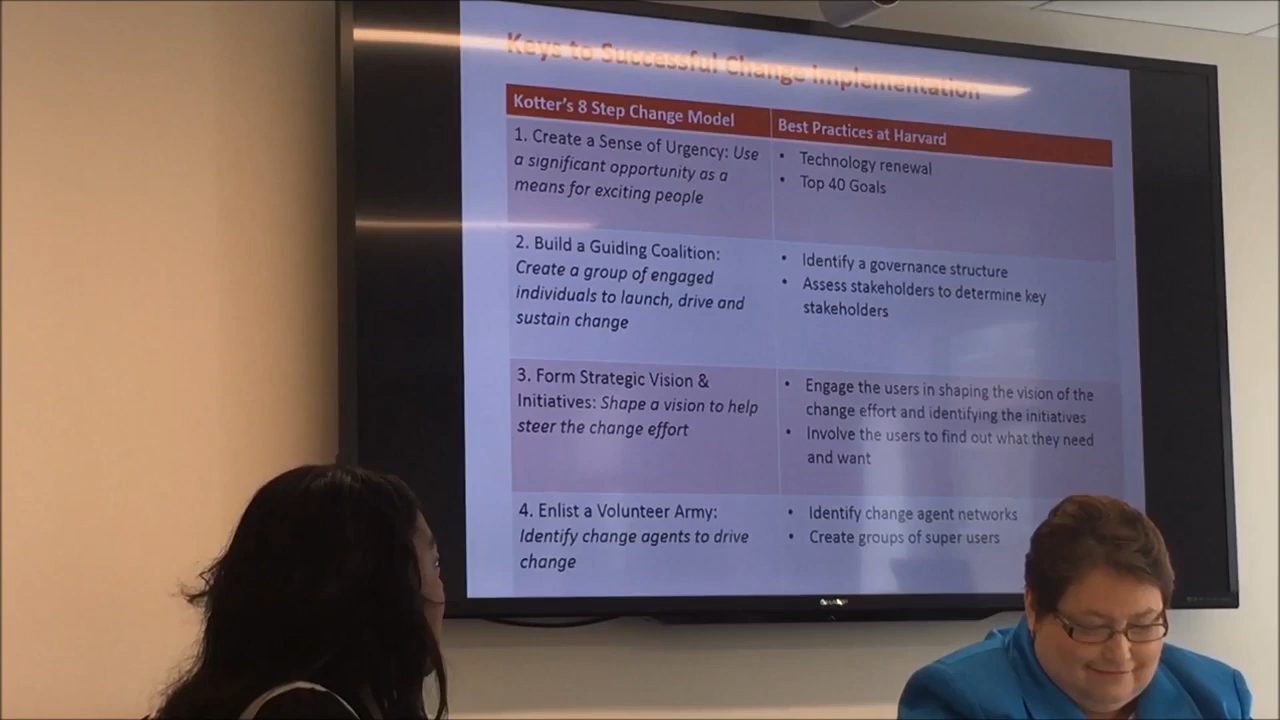 Keys to Successful Change Implementation
Kotter's 8 Step Change Model
Best Practices at Harvard
1. Create a Sense of Urgency: Use
a significant opportunity as a
means for exciting people
• Technology renewal
• Top 40 Goals
2. Build a Guiding Coalition:
Create a group of engaged
individuals to launch, drive and
sustain change
• Identify a governance structure
• Assess stakeholders to determine key
stakeholders
3. Form Strategic Vision &
Initiatives: Shape a vision to help
steer the change effort
• Engage the users in shaping the vision of the
change effort and identifying the initiatives
• Involve the users to find out what they need
and want
4. Enlist a Volunteer Army:
Identify change agents to drive
change
• Identify change agent networks
• Create groups of super users
SHARP